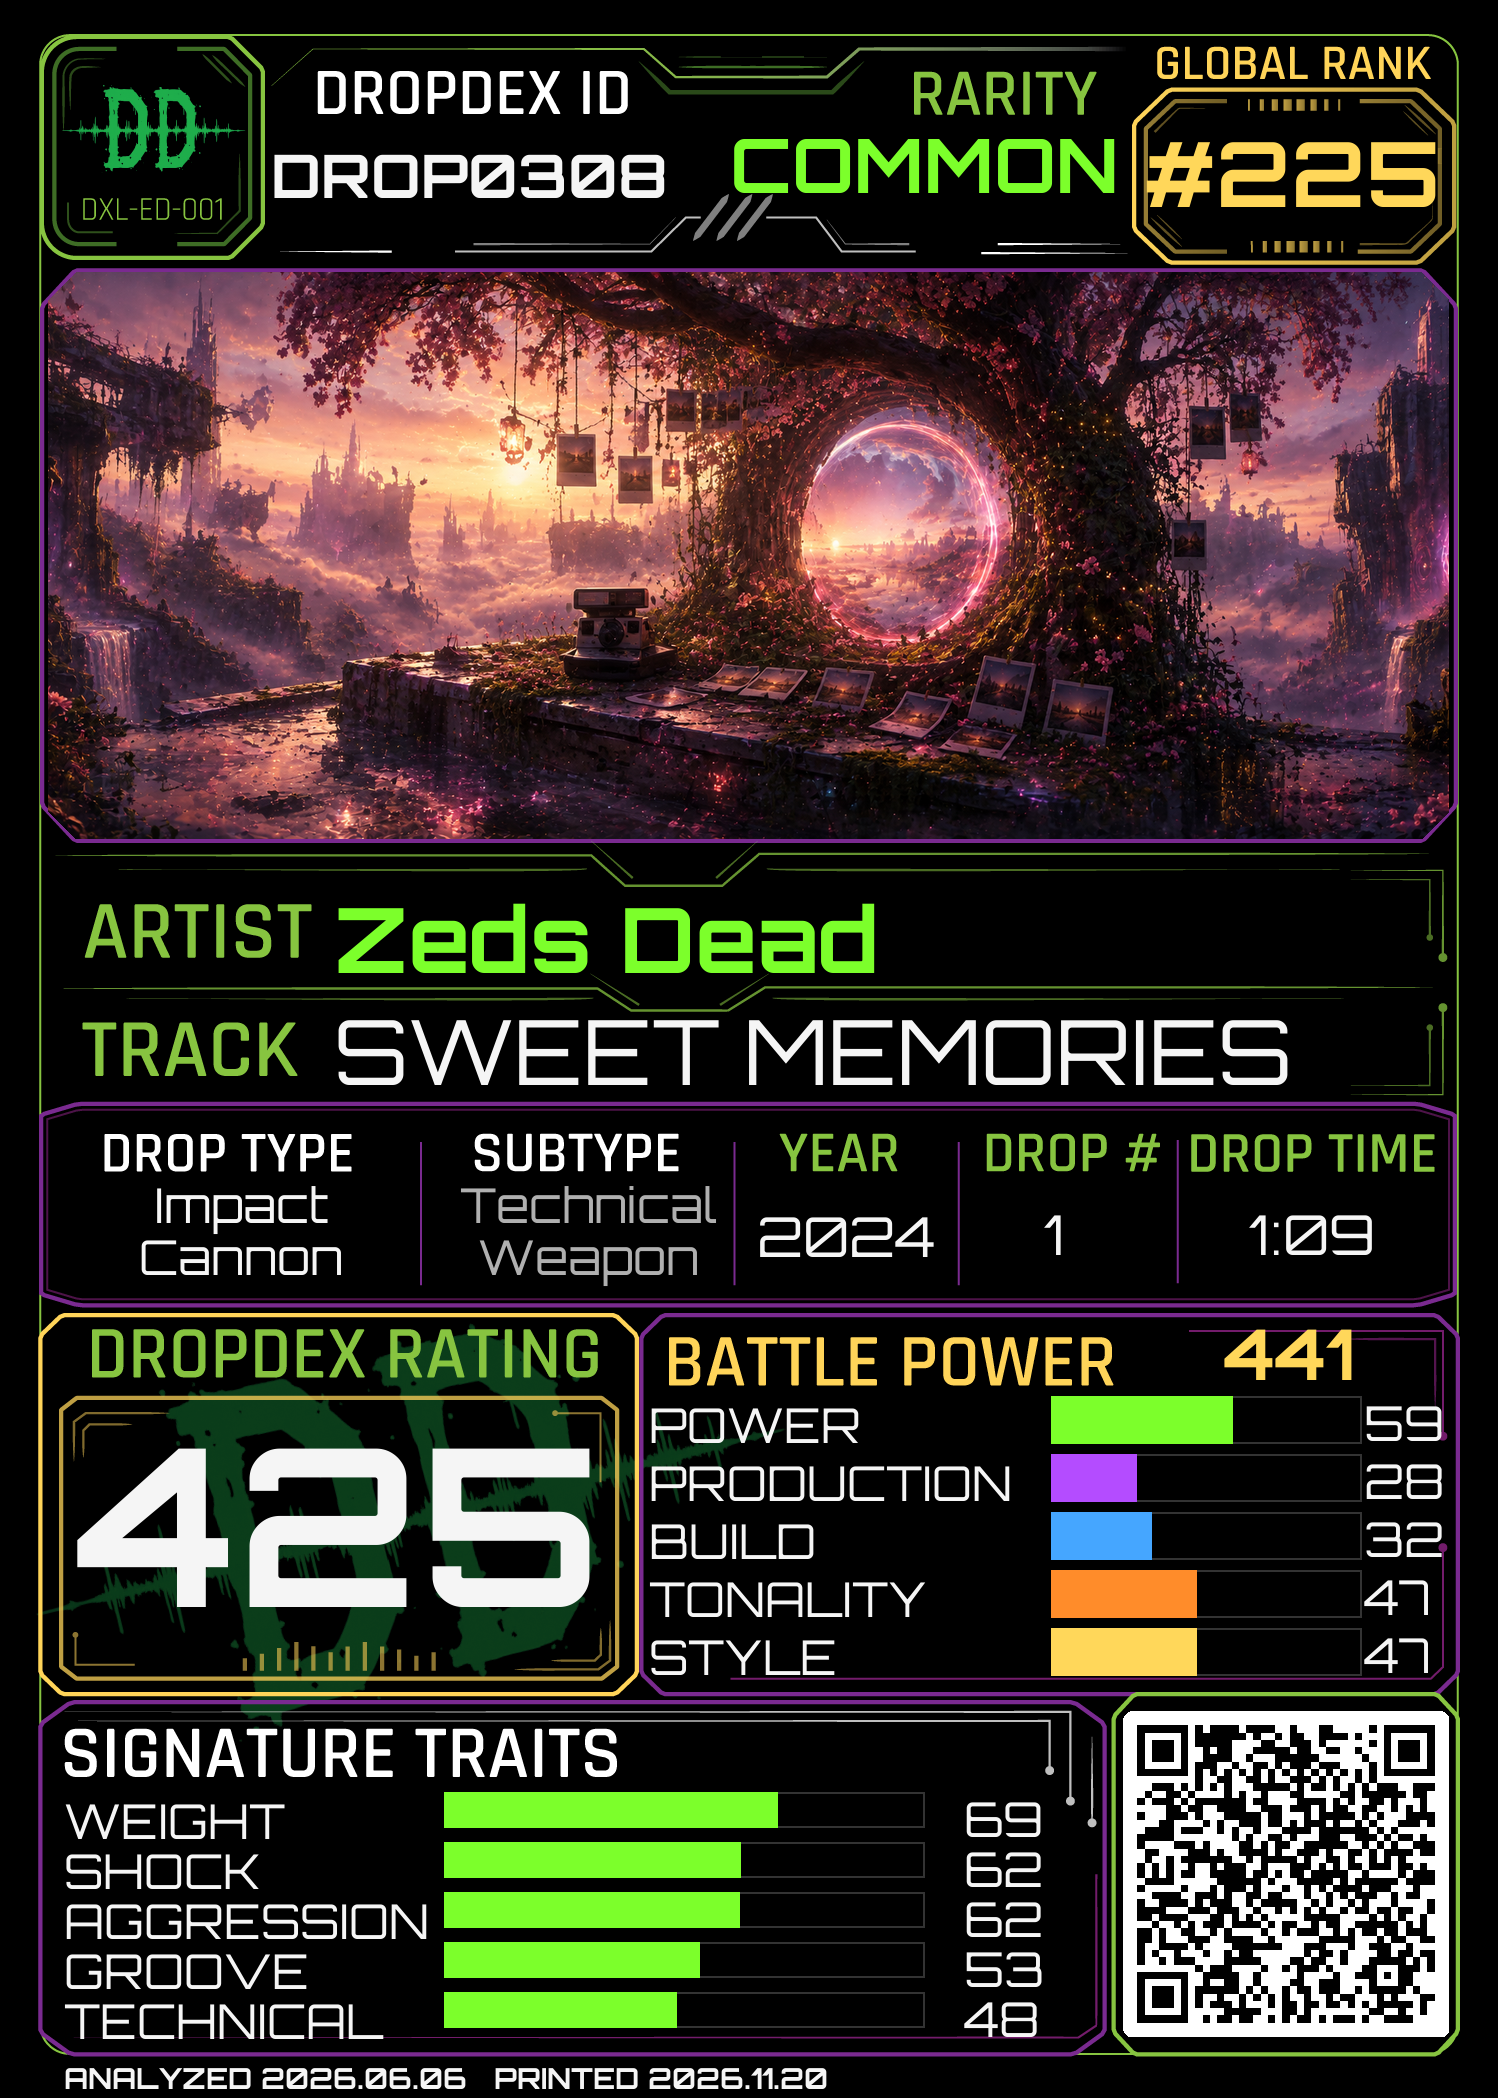 DD
DXL-ED-001
DROPDEX ID
DROP0308
RARITY
COMMON
GLOBAL RANK
#225
ARTIST Zeds Dead
TRACK SWEET MEMORIES
DROP TYPE
Impact
Cannon
SUBTYPE
Technical
Weapon
YEAR
2024
DROP #
1
DROP TIME
1:09
DROPDEX RATING
425
BATTLE POWER 441
POWER 59
PRODUCTION 28
BUILD 32
TONALITY 47
STYLE 47
SIGNATURE TRAITS
WEIGHT 69
SHOCK 62
AGGRESSION 62
GROOVE 53
TECHNICAL 48
ANALYZED 2026.06.06 PRINTED 2026.11.20